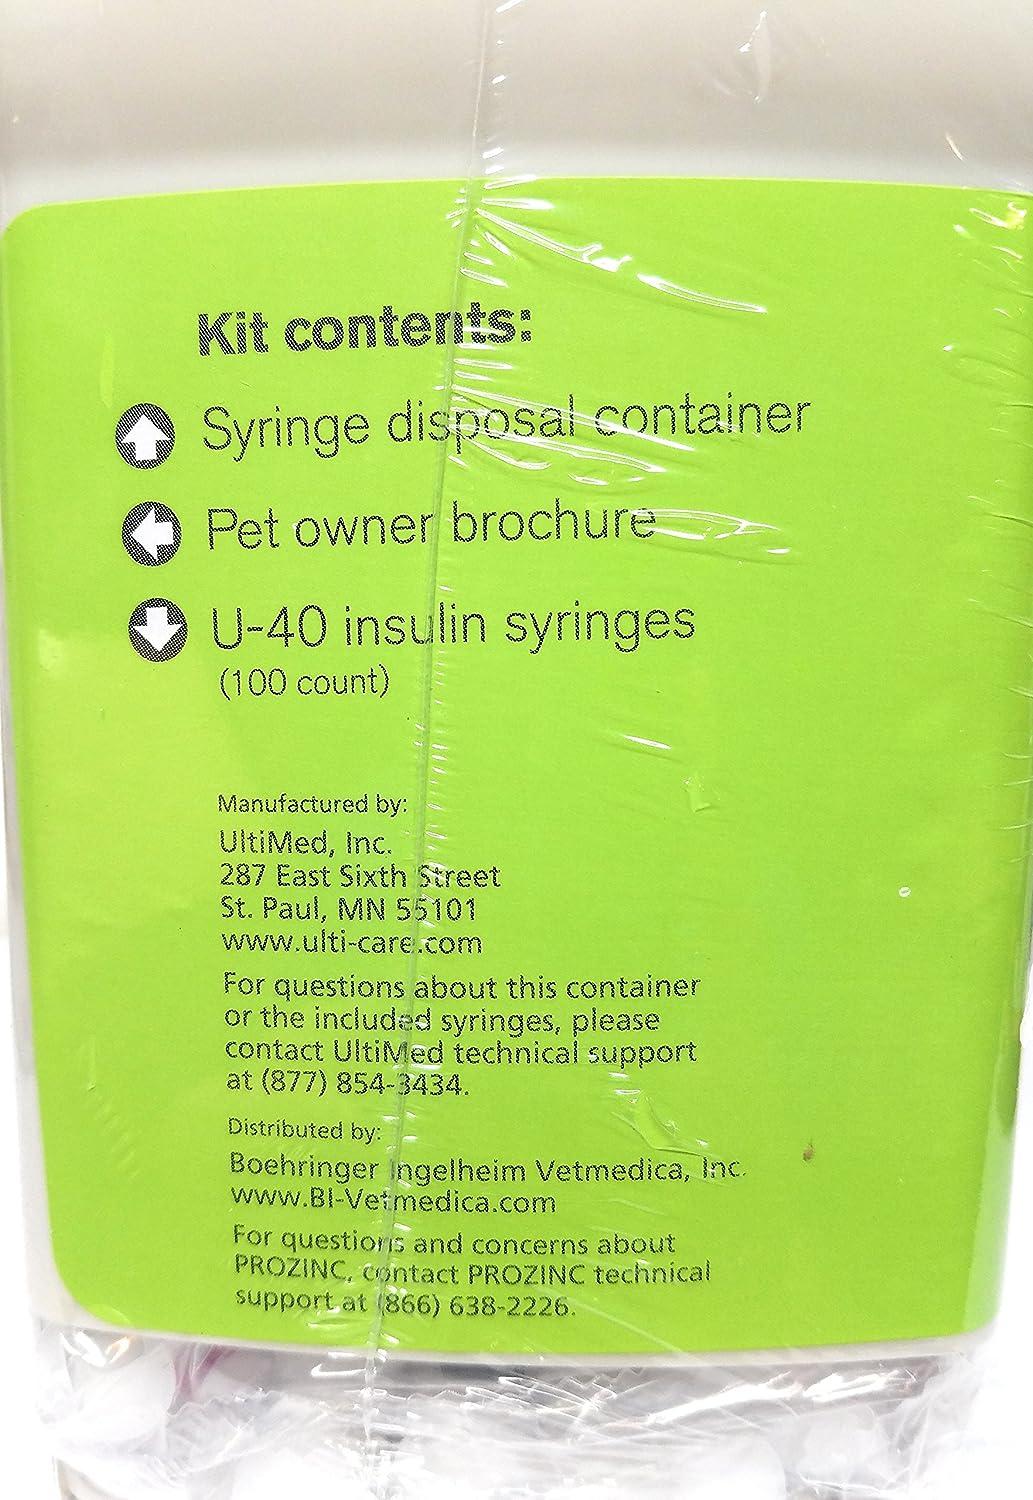 Kit contents:
Syringe disposal container
Pet owner brochure
U-40 insulin syringes
(100 count)
Manufactured by:
UltiMed, Inc.
287 East Sixth Street
St. Paul, MN 55101
www.ulti-care.com
For questions about this container
or the included syringes, please
contact UltiMed technical support
at (877) 854-3434.
Distributed by:
Boehringer Ingelheim Vetmedica, Inc.
www.BI-Vetmedica.com
For questions and concerns about
PROZINC, contact PROZINC technical
support at (866) 638-2226.